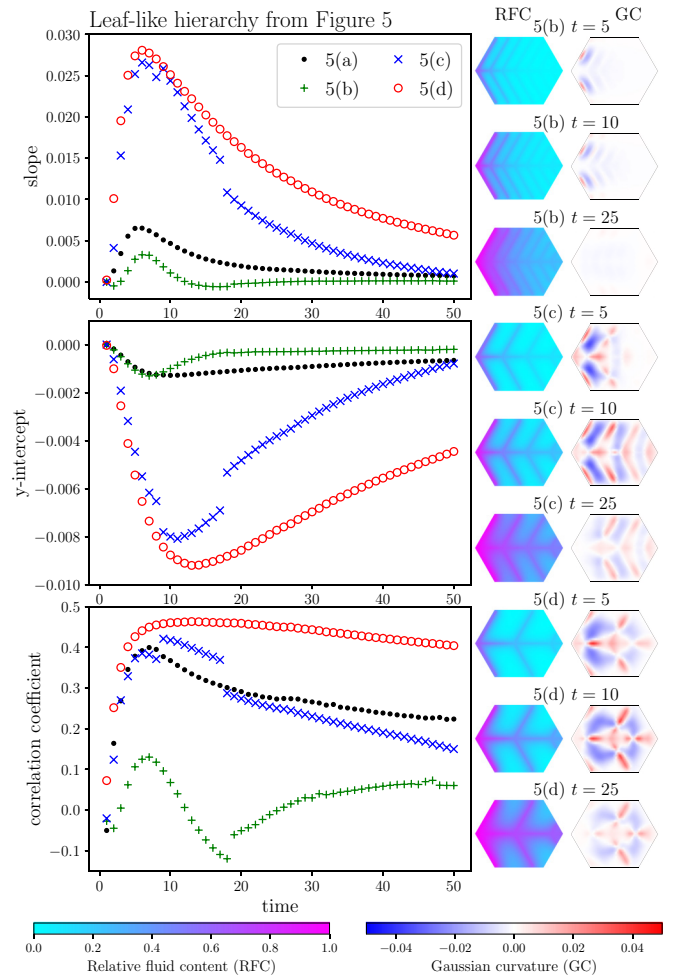 Leaf-like hierarchy from Figure 5
RFC GC
5(a) 5(c)
5(b) 5(d)
slope
0.030
0.025
0.020
0.015
0.010
0.005
0.000
0 10 20 30 40 50
y-intercept
0.000
−0.002
−0.004
−0.006
−0.008
−0.010
0 10 20 30 40 50
correlation coefficient
0.5
0.4
0.3
0.2
0.1
0.0
−0.1
0 10 20 30 40 50
time
5(b) t = 5
5(b) t = 10
5(b) t = 25
5(c) t = 5
5(c) t = 10
5(c) t = 25
5(d) t = 5
5(d) t = 10
5(d) t = 25
0.0 0.2 0.4 0.6 0.8 1.0
Relative fluid content (RFC)
−0.04 −0.02 0.00 0.02 0.04
Gaussian curvature (GC)